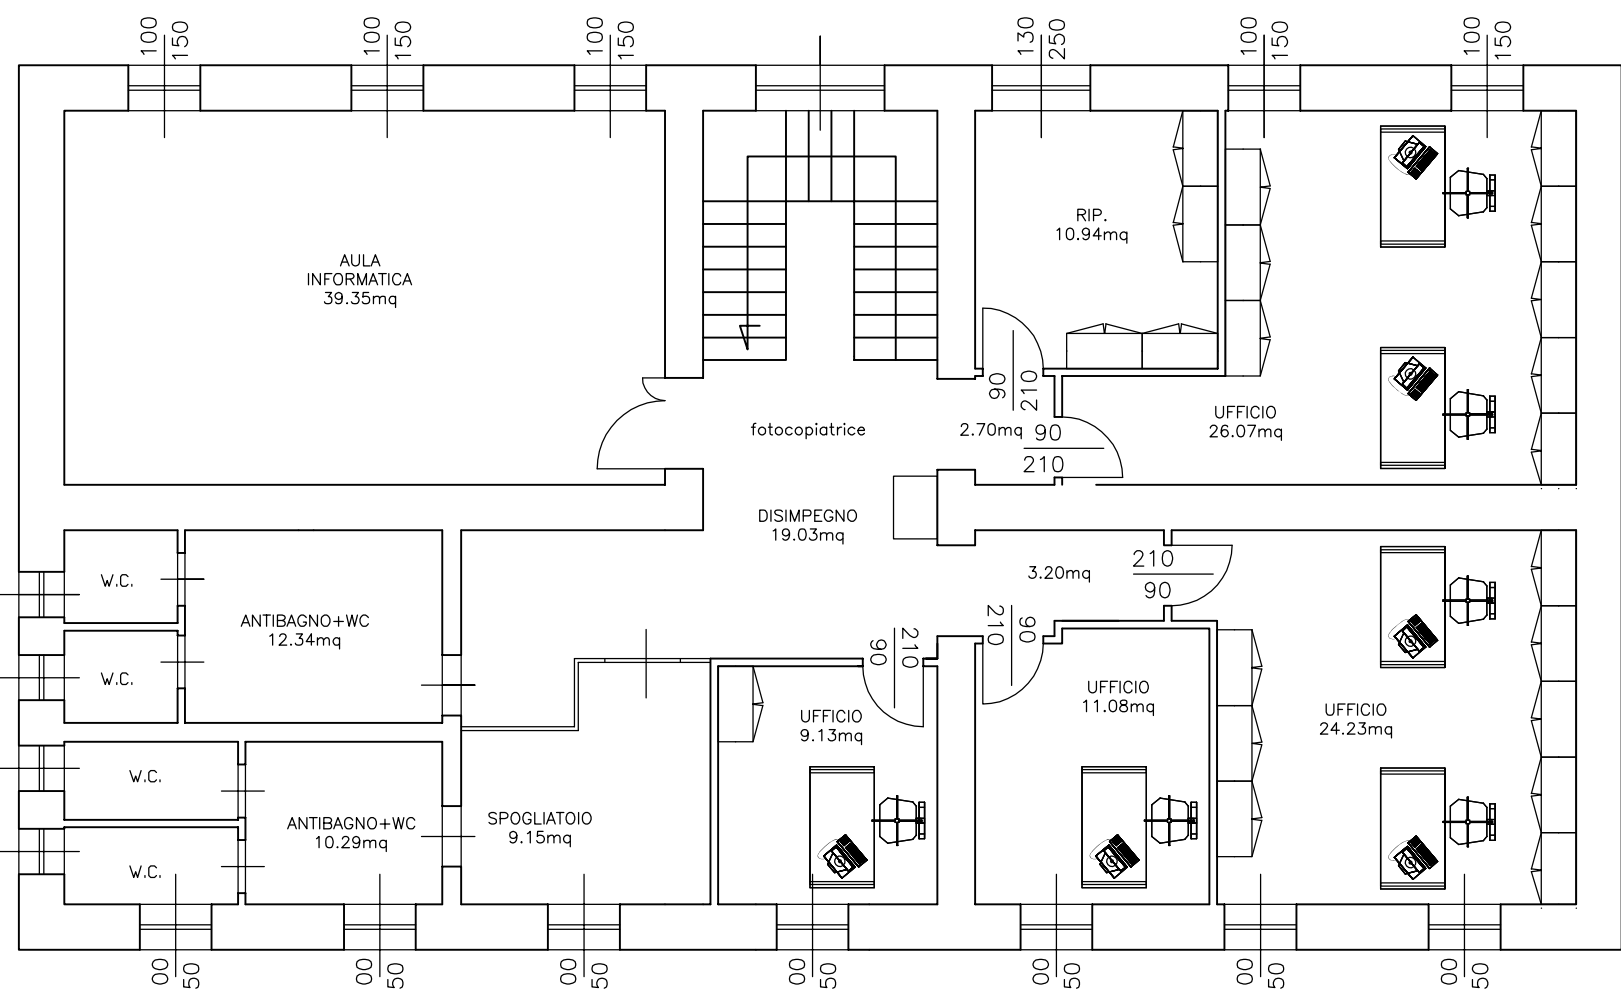 100
150
100
150
100
150
130
250
100
150
100
150
AULA
INFORMATICA
39.35mq
RIP.
10.94mq
90
210
fotocopiatrice
2.70mq
90
210
UFFICIO
26.07mq
DISIMPEGNO
19.03mq
3.20mq
210
90
W.C.
ANTIBAGNO+WC
12.34mq
W.C.
210
90
90
210
UFFICIO
9.13mq
UFFICIO
11.08mq
UFFICIO
24.23mq
W.C.
ANTIBAGNO+WC
10.29mq
SPOGLIATOIO
9.15mq
W.C.
00
50
00
50
00
50
00
50
00
50
00
50
00
50